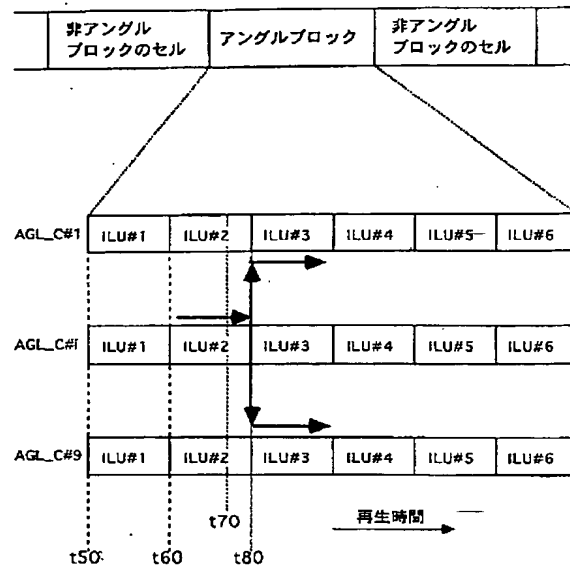 非アングル
ブロックのセル
アングルブロック
非アングル
ブロックのセル
AGL_C#1
ILU#1
ILU#2
ILU#3
ILU#4
ILU#5
ILU#6
AGL_C#i
ILU#1
ILU#2
ILU#3
ILU#4
ILU#5
ILU#6
AGL_C#9
ILU#1
ILU#2
ILU#3
ILU#4
ILU#5
ILU#6
再生時間
t70
t50
t60
t80